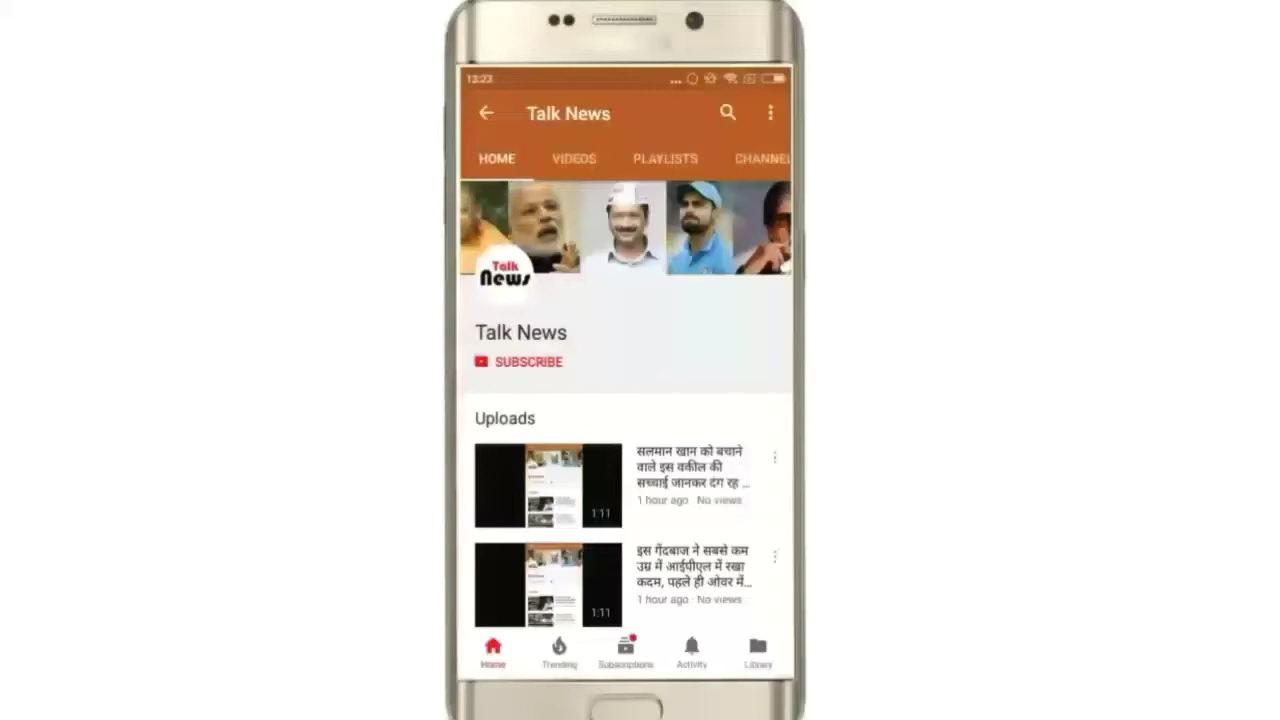 12:23
Talk News
HOME VIDEOS PLAYLISTS CHANNEL
Talk
News
Talk News
SUBSCRIBE
Uploads
सलमान खान को बचाने
वाले इस वकील की
सच्चाई जानकर दंग रह ...
1 hour ago · No views
1:11
इस गेंदबाज ने सबसे कम
उम्र में आईपीएल में रखा
कदम, पहले ही ओवर में...
1 hour ago · No views
1:11
Home Trending Subscriptions Activity Library